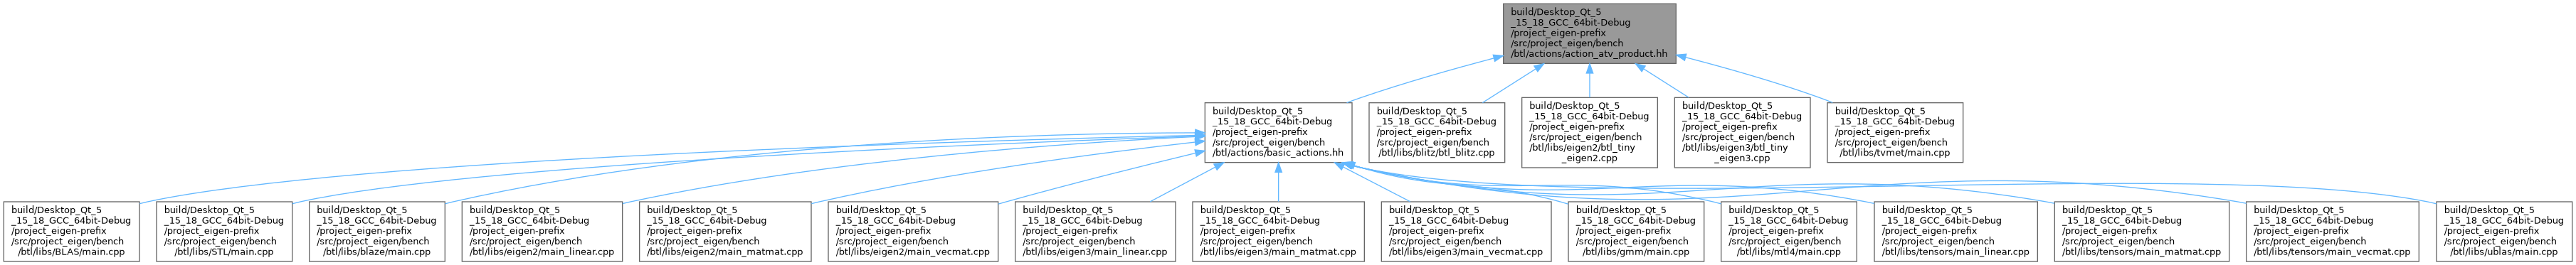 build/Desktop_Qt_5
_15_18_GCC_64bit-Debug
/project_eigen-prefix
/src/project_eigen/bench
/btl/actions/action_atv_product.hh
build/Desktop_Qt_5
_15_18_GCC_64bit-Debug
/project_eigen-prefix
/src/project_eigen/bench
/btl/actions/basic_actions.hh
build/Desktop_Qt_5
_15_18_GCC_64bit-Debug
/project_eigen-prefix
/src/project_eigen/bench
/btl/libs/blitz/btl_blitz.cpp
build/Desktop_Qt_5
_15_18_GCC_64bit-Debug
/project_eigen-prefix
/src/project_eigen/bench
/btl/libs/eigen2/btl_tiny
_eigen2.cpp
build/Desktop_Qt_5
_15_18_GCC_64bit-Debug
/project_eigen-prefix
/src/project_eigen/bench
/btl/libs/eigen3/btl_tiny
_eigen3.cpp
build/Desktop_Qt_5
_15_18_GCC_64bit-Debug
/project_eigen-prefix
/src/project_eigen/bench
/btl/libs/tvmet/main.cpp
build/Desktop_Qt_5
_15_18_GCC_64bit-Debug
/project_eigen-prefix
/src/project_eigen/bench
/btl/libs/BLAS/main.cpp
build/Desktop_Qt_5
_15_18_GCC_64bit-Debug
/project_eigen-prefix
/src/project_eigen/bench
/btl/libs/STL/main.cpp
build/Desktop_Qt_5
_15_18_GCC_64bit-Debug
/project_eigen-prefix
/src/project_eigen/bench
/btl/libs/blaze/main.cpp
build/Desktop_Qt_5
_15_18_GCC_64bit-Debug
/project_eigen-prefix
/src/project_eigen/bench
/btl/libs/eigen2/main_linear.cpp
build/Desktop_Qt_5
_15_18_GCC_64bit-Debug
/project_eigen-prefix
/src/project_eigen/bench
/btl/libs/eigen2/main_matmat.cpp
build/Desktop_Qt_5
_15_18_GCC_64bit-Debug
/project_eigen-prefix
/src/project_eigen/bench
/btl/libs/eigen2/main_vecmat.cpp
build/Desktop_Qt_5
_15_18_GCC_64bit-Debug
/project_eigen-prefix
/src/project_eigen/bench
/btl/libs/eigen3/main_linear.cpp
build/Desktop_Qt_5
_15_18_GCC_64bit-Debug
/project_eigen-prefix
/src/project_eigen/bench
/btl/libs/eigen3/main_matmat.cpp
build/Desktop_Qt_5
_15_18_GCC_64bit-Debug
/project_eigen-prefix
/src/project_eigen/bench
/btl/libs/eigen3/main_vecmat.cpp
build/Desktop_Qt_5
_15_18_GCC_64bit-Debug
/project_eigen-prefix
/src/project_eigen/bench
/btl/libs/gmm/main.cpp
build/Desktop_Qt_5
_15_18_GCC_64bit-Debug
/project_eigen-prefix
/src/project_eigen/bench
/btl/libs/mtl4/main.cpp
build/Desktop_Qt_5
_15_18_GCC_64bit-Debug
/project_eigen-prefix
/src/project_eigen/bench
/btl/libs/tensors/main_linear.cpp
build/Desktop_Qt_5
_15_18_GCC_64bit-Debug
/project_eigen-prefix
/src/project_eigen/bench
/btl/libs/tensors/main_matmat.cpp
build/Desktop_Qt_5
_15_18_GCC_64bit-Debug
/project_eigen-prefix
/src/project_eigen/bench
/btl/libs/tensors/main_vecmat.cpp
build/Desktop_Qt_5
_15_18_GCC_64bit-Debug
/project_eigen-prefix
/src/project_eigen/bench
/btl/libs/ublas/main.cpp